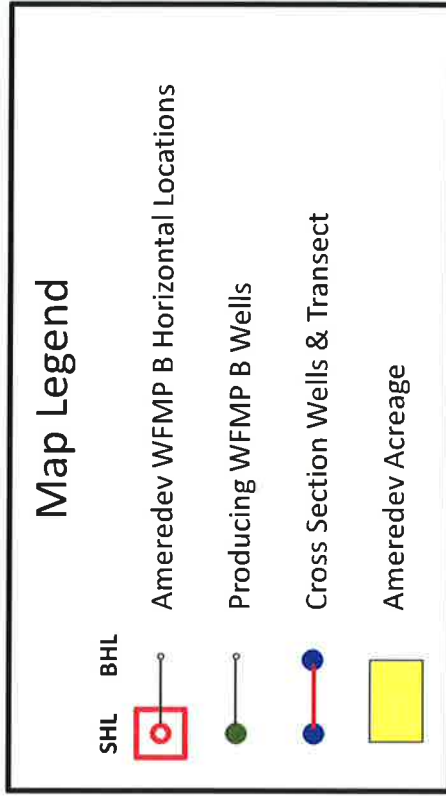 Map Legend
SHL BHL
Ameredev WFMP B Horizontal Locations
Producing WFMP B Wells
Cross Section Wells & Transect
Ameredev Acreage